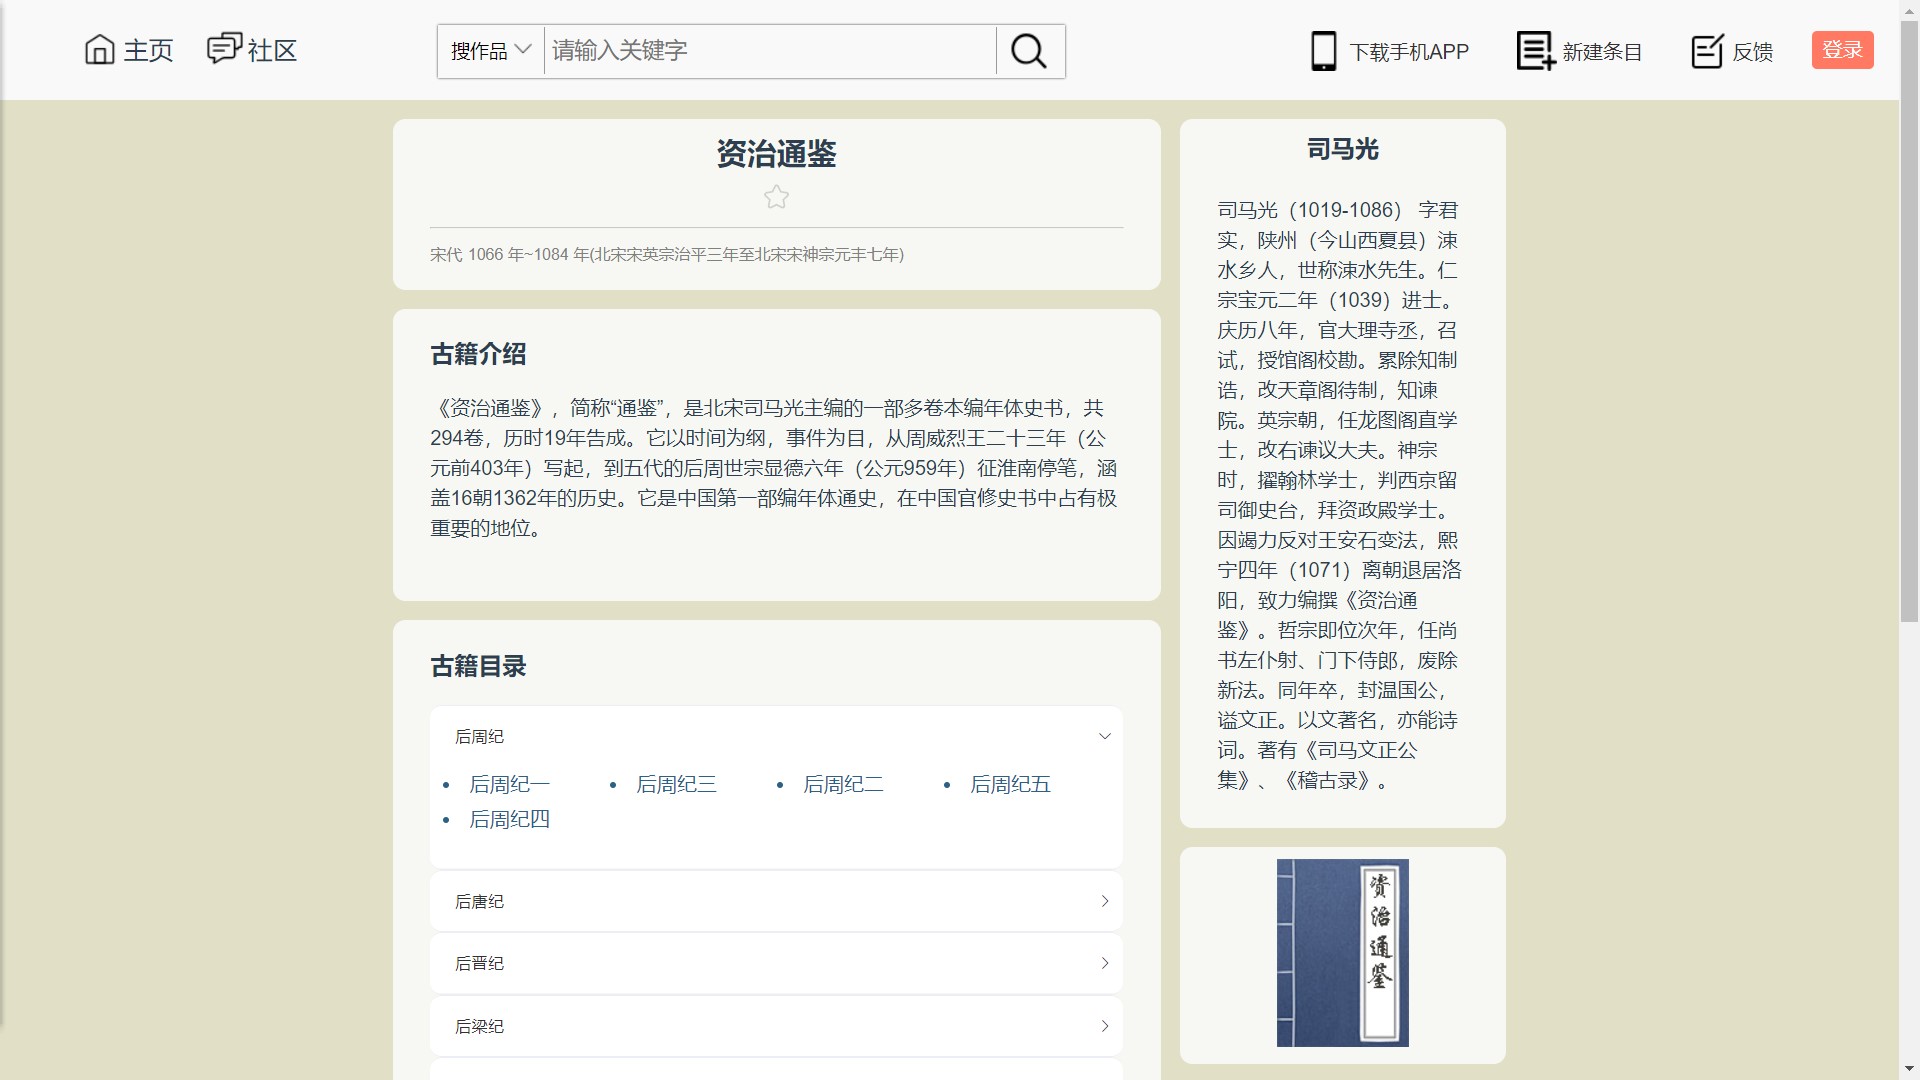 主页
社区
搜作品
请输入关键字
下载手机APP
新建条目
反馈
登录
资治通鉴
宋代 1066 年~1084 年(北宋宋英宗治平三年至北宋宋神宗元丰七年)
古籍介绍
《资治通鉴》，简称“通鉴”，是北宋司马光主编的一部多卷本编年体史书，共
294卷，历时19年告成。它以时间为纲，事件为目，从周威烈王二十三年（公
元前403年）写起，到五代的后周世宗显德六年（公元959年）征淮南停笔，涵
盖16朝1362年的历史。它是中国第一部编年体通史，在中国官修史书中占有极
重要的地位。
古籍目录
后周纪
后周纪一
后周纪三
后周纪二
后周纪五
后周纪四
后唐纪
后晋纪
后梁纪
司马光
司马光（1019-1086） 字君
实，陕州（今山西夏县）涑
水乡人，世称涑水先生。仁
宗宝元二年（1039）进士。
庆历八年，官大理寺丞，召
试，授馆阁校勘。累除知制
诰，改天章阁待制，知谏
院。英宗朝，任龙图阁直学
士，改右谏议大夫。神宗
时，擢翰林学士，判西京留
司御史台，拜资政殿学士。
因竭力反对王安石变法，熙
宁四年（1071）离朝退居洛
阳，致力编撰《资治通
鉴》。哲宗即位次年，任尚
书左仆射、门下侍郎，废除
新法。同年卒，封温国公，
谥文正。以文著名，亦能诗
词。著有《司马文正公
集》、《稽古录》。
資治通鑒